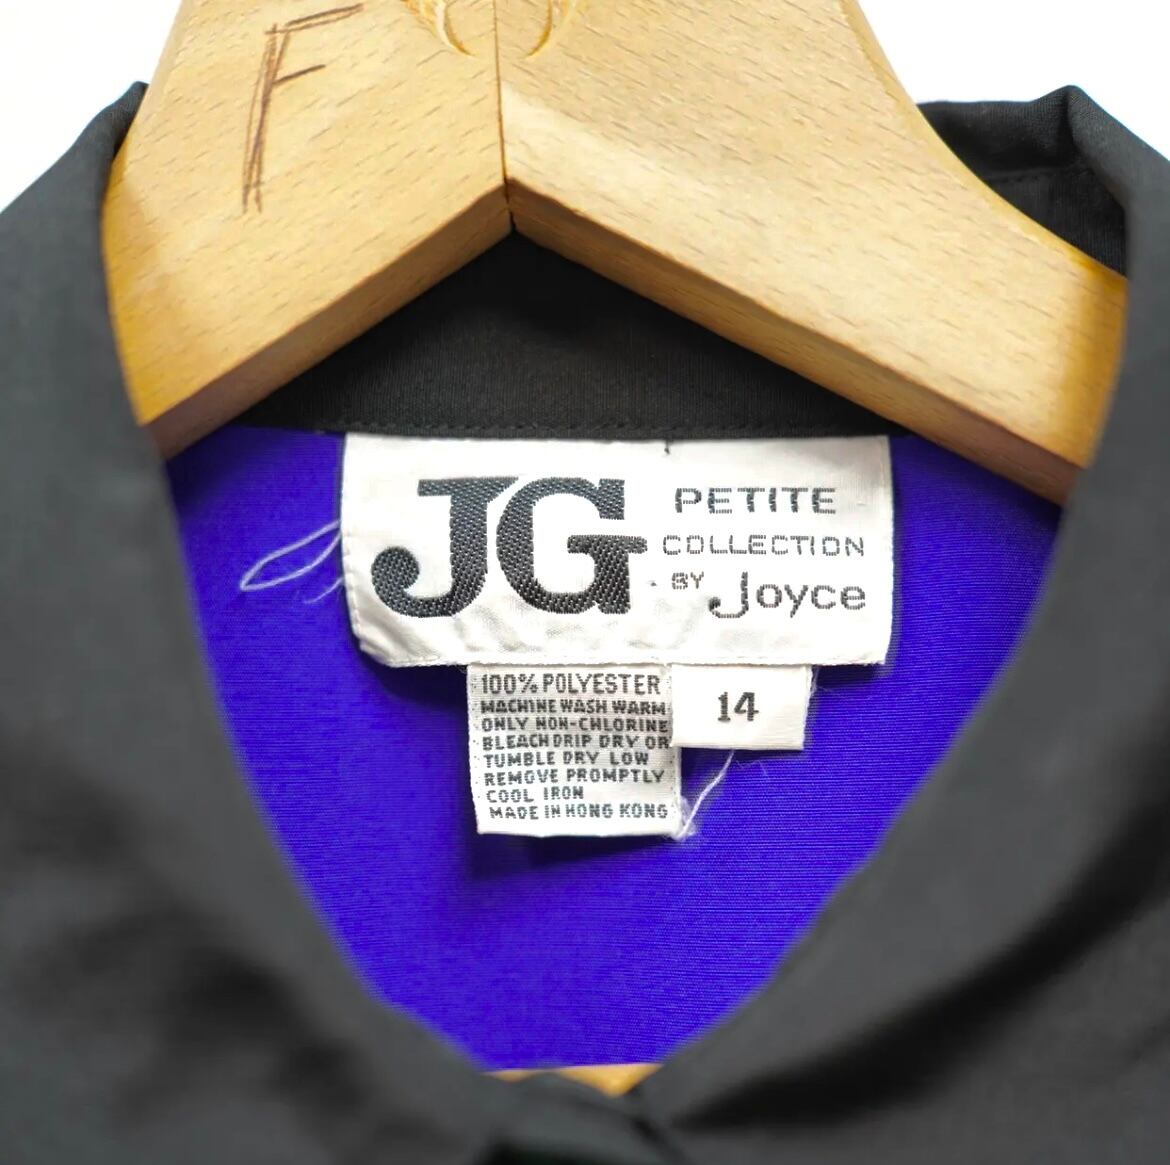 F
JG
PETITE
COLLECTION
BY Joyce
100% POLYESTER
MACHINE WASH WARM
ONLY NON-CHLORINE
BLEACH DRIP DRY OR
TUMBLE DRY LOW
REMOVE PROMPTLY
COOL IRON
MADE IN HONG KONG
14